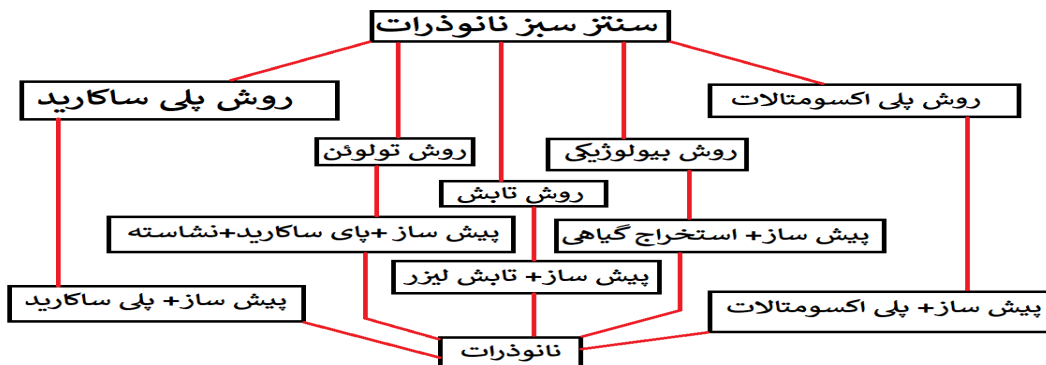 سنتز سبز نانوذرات
روش پلی اکسومتالات
روش پلی ساکارید
روش بیولوژیکی
روش تولوئن
روش تابش
پیش ساز+ استخراج گیاهی
پیش ساز +پای ساکارید+نشاسته
پیش ساز+ تابش لیزر
پیش ساز+ پلی اکسومتالات
پیش ساز+ پلی ساکارید
نانوذرات